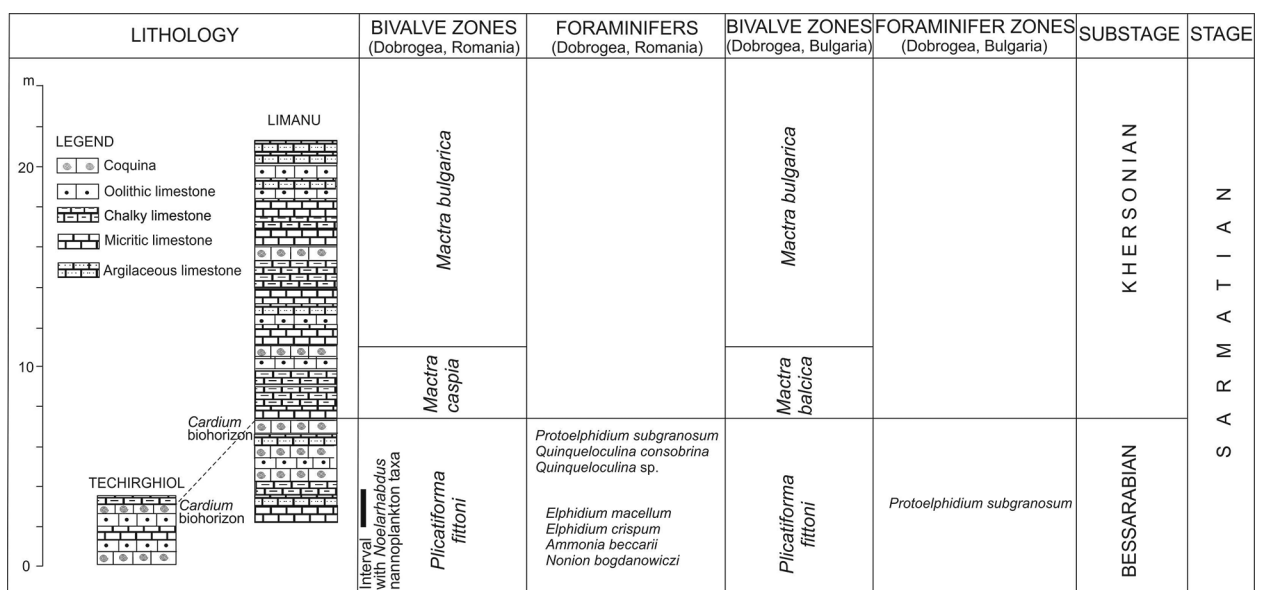 LITHOLOGY
BIVALVE ZONES
(Dobrogea, Romania)
FORAMINIFERS
(Dobrogea, Romania)
BIVALVE ZONES
(Dobrogea, Bulgaria)
FORAMINIFER ZONES
(Dobrogea, Bulgaria)
SUBSTAGE
STAGE
m
20
10
0
LEGEND
Coquina
Oolithic limestone
Chalky limestone
Micritic limestone
Argilaceous limestone
LIMANU
Cardium
biohorizon
TECHIRGHIOL
Cardium
biohorizon
Mactra bulgarica
Mactra
caspia
Interval
with Noelarhabdus
nannoplankton taxa
Plicatiforma
fittoni
Protoelphidium subgranosum
Quinqueloculina consobrina
Quinqueloculina sp.
Elphidium macellum
Elphidium crispum
Ammonia beccarii
Nonion bogdanowiczi
Mactra bulgarica
Mactra
balcica
Plicatiforma
fittoni
Protoelphidium subgranosum
KHERSONIAN
BESSARABIAN
SARMATIAN